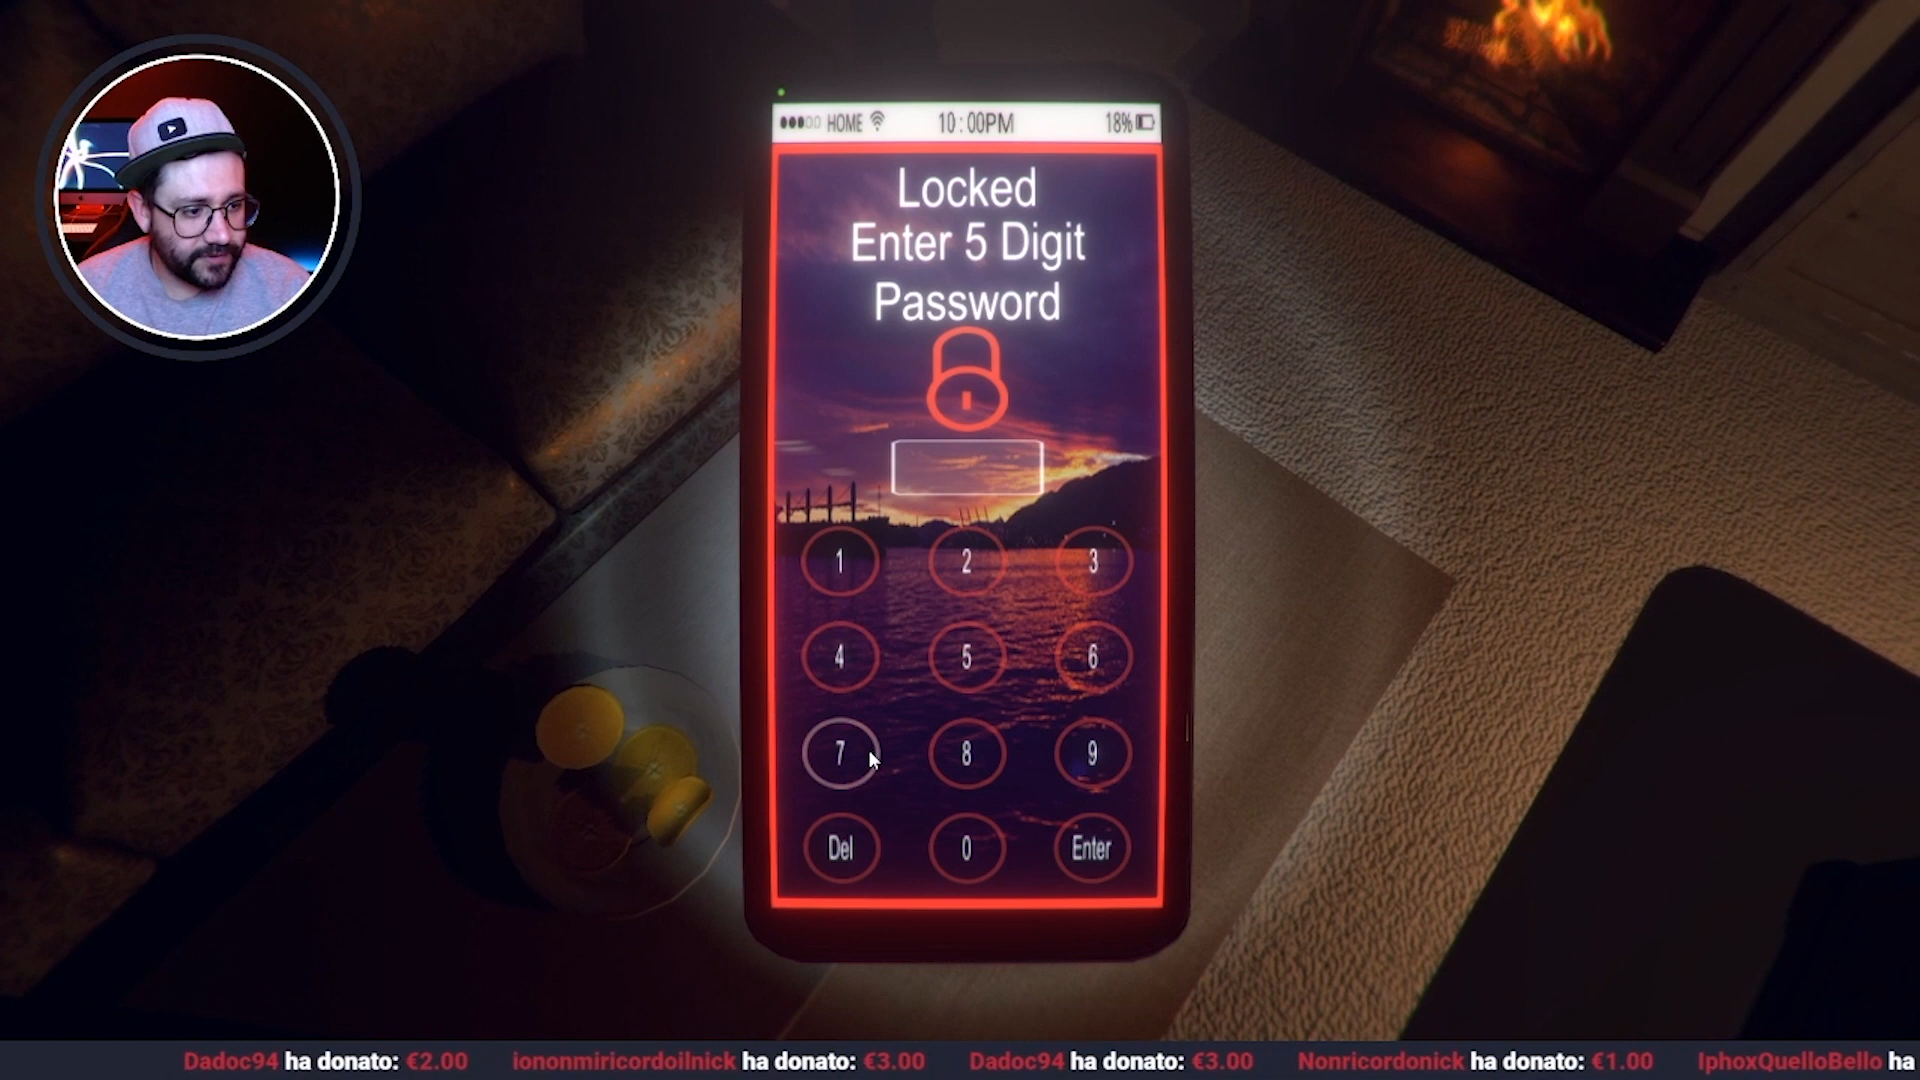 HOME 10:00PM 18%
Locked
Enter 5 Digit
Password
1 2 3
4 5 6
7 8 9
Del 0 Enter
Dadoc94 ha donato: €2.00 iononmiricordoilnick ha donato: €3.00 Dadoc94 ha donato: €3.00 Nonricordonick ha donato: €1.00 IphoxQuelloBello ha